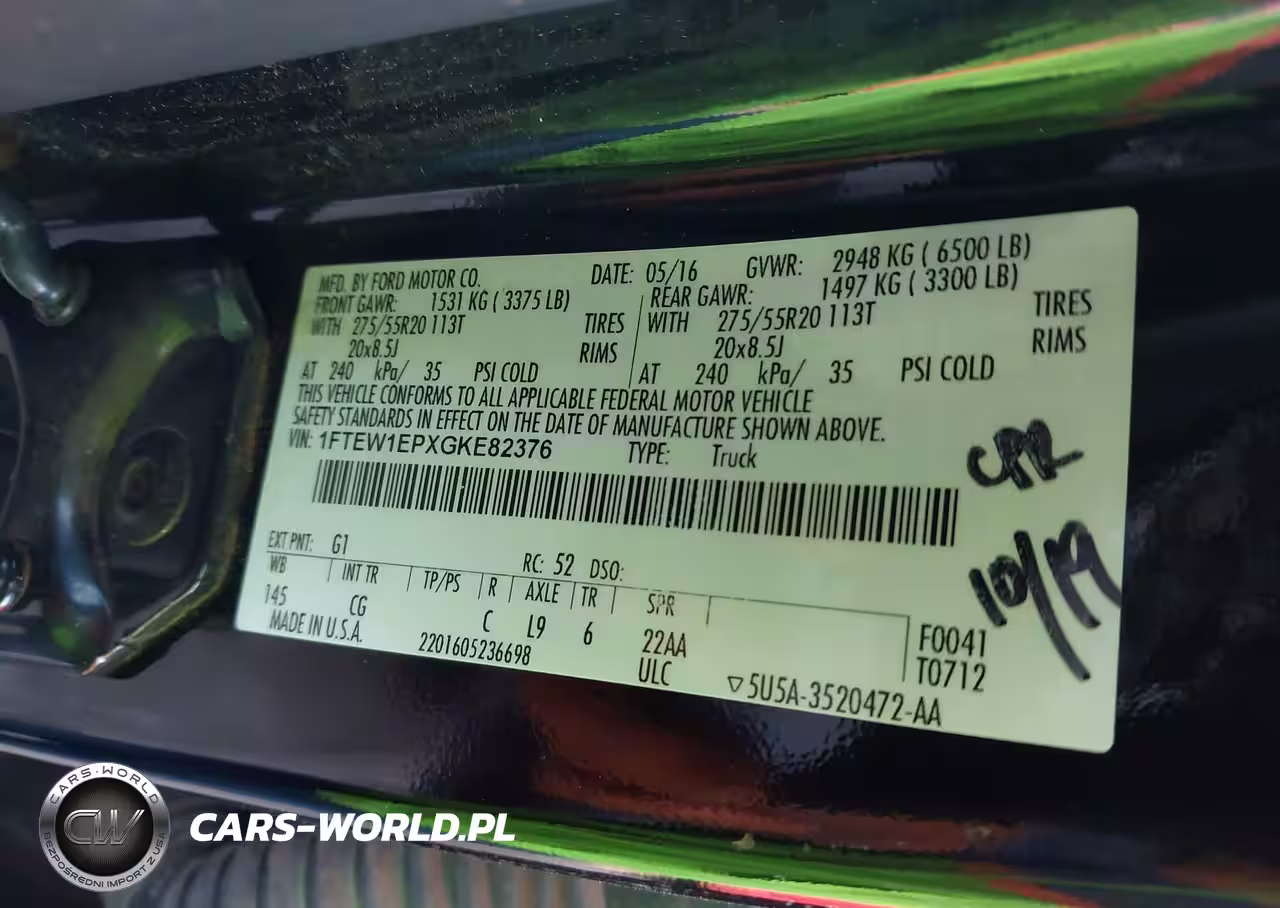 MFD. BY FORD MOTOR CO. DATE: 05/16 GVWR: 2948 KG ( 6500 LB)
FRONT GAWR: 1531 KG ( 3375 LB) REAR GAWR: 1497 KG ( 3300 LB)
WITH 275/55R20 113T TIRES WITH 275/55R20 113T TIRES
20x8.5J RIMS 20x8.5J RIMS
AT 240 kPa/ 35 PSI COLD AT 240 kPa/ 35 PSI COLD
THIS VEHICLE CONFORMS TO ALL APPLICABLE FEDERAL MOTOR VEHICLE
SAFETY STANDARDS IN EFFECT ON THE DATE OF MANUFACTURE SHOWN ABOVE.
VIN: 1FTEW1EPXGKE82376 TYPE: Truck
10/19
EXT PNT: G1 RC: 52 DSO:
WB INT TR TP/PS R AXLE TR SPR
145 CG C L9 6 22AA F0041
MADE IN U.S.A. 2201605236698 ULC T0712
5U5A-3520472-AA
CARS-WORLD
CW
BEZPOŚREDNI IMPORT Z USA
CARS-WORLD.PL